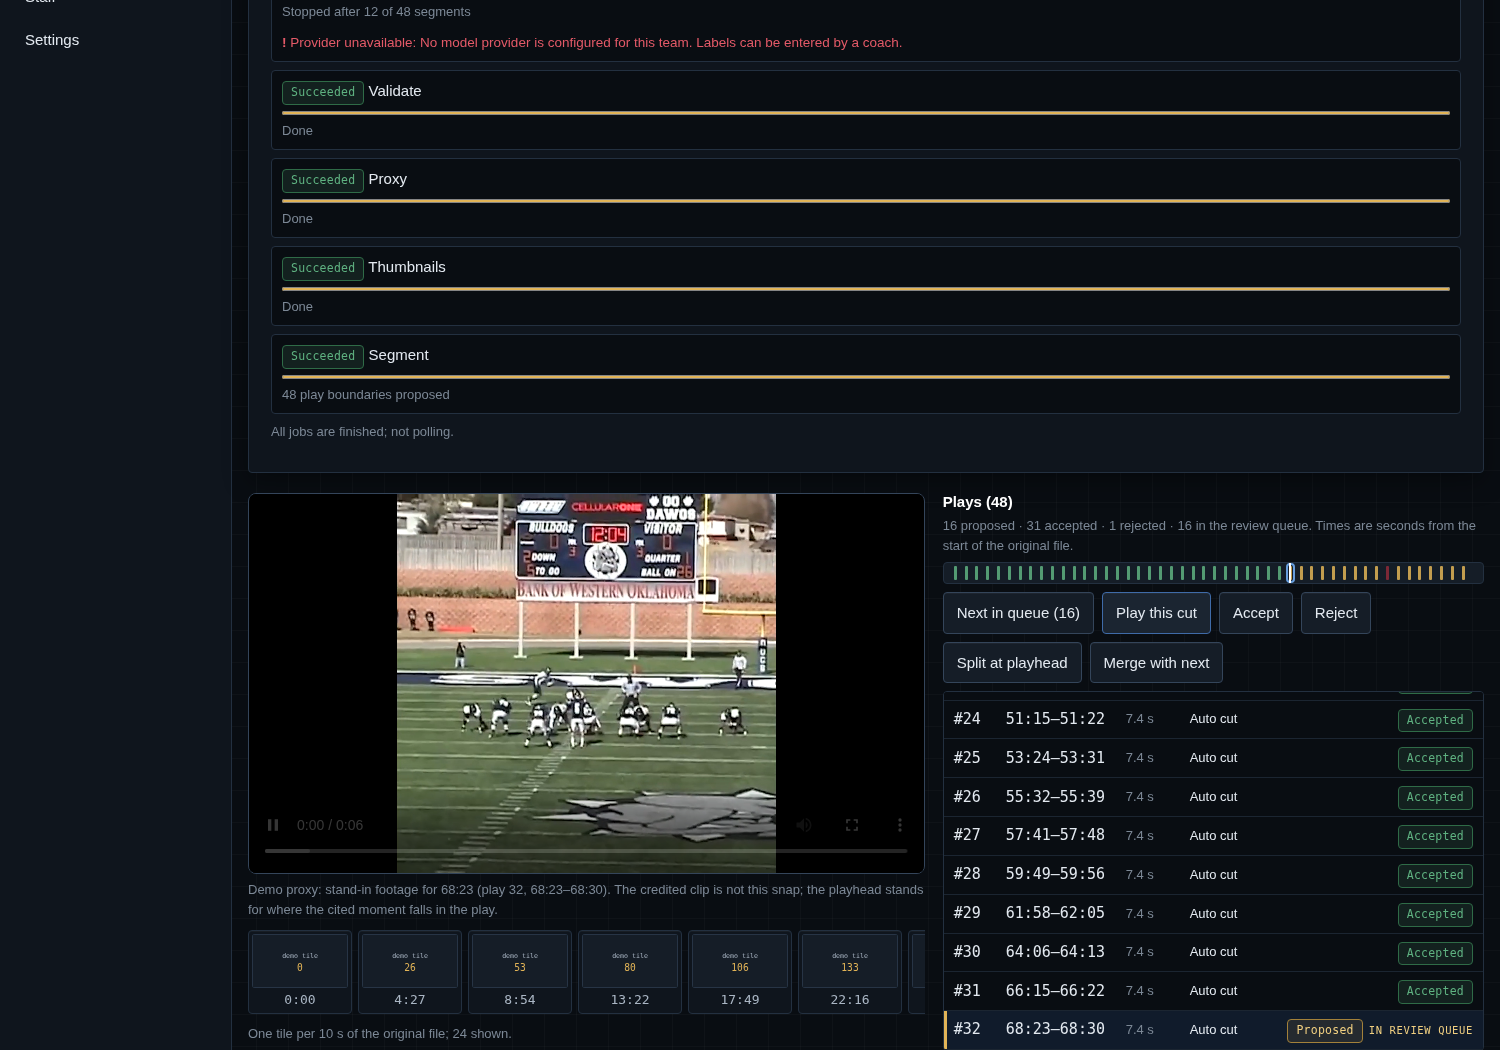 Settings
Stopped after 12 of 48 segments
! Provider unavailable: No model provider is configured for this team. Labels can be entered by a coach.
Succeeded Validate
Done
Succeeded Proxy
Done
Succeeded Thumbnails
Done
Succeeded Segment
48 play boundaries proposed
All jobs are finished; not polling.
CELLULARONE
GO
DAWGS
BULLDOGS
12:04
VISITOR
0
3
3
0
2 DOWN
QUARTER 1
5 TO GO
BALL ON 26
BANK OF WESTERN OKLAHOMA
0:00 / 0:06
Demo proxy: stand-in footage for 68:23 (play 32, 68:23–68:30). The credited clip is not this snap; the playhead stands
for where the cited moment falls in the play.
demo tile
0
0:00
demo tile
26
4:27
demo tile
53
8:54
demo tile
80
13:22
demo tile
106
17:49
demo tile
133
22:16
One tile per 10 s of the original file; 24 shown.
Plays (48)
16 proposed · 31 accepted · 1 rejected · 16 in the review queue. Times are seconds from the
start of the original file.
Next in queue (16) Play this cut Accept Reject
Split at playhead Merge with next
#24 51:15–51:22 7.4 s Auto cut Accepted
#25 53:24–53:31 7.4 s Auto cut Accepted
#26 55:32–55:39 7.4 s Auto cut Accepted
#27 57:41–57:48 7.4 s Auto cut Accepted
#28 59:49–59:56 7.4 s Auto cut Accepted
#29 61:58–62:05 7.4 s Auto cut Accepted
#30 64:06–64:13 7.4 s Auto cut Accepted
#31 66:15–66:22 7.4 s Auto cut Accepted
#32 68:23–68:30 7.4 s Auto cut Proposed IN REVIEW QUEUE